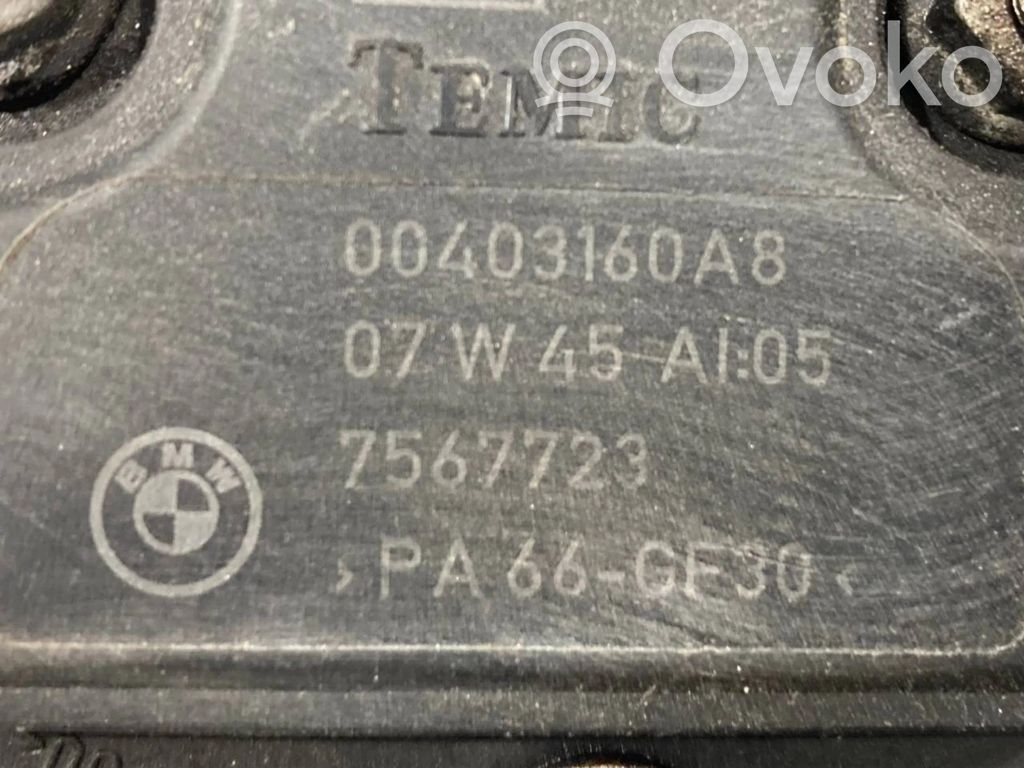 Ovoko
TEMIC
00403160A8
07 W 45 AI:05
7567723
BMW
>PA 66-GF30<